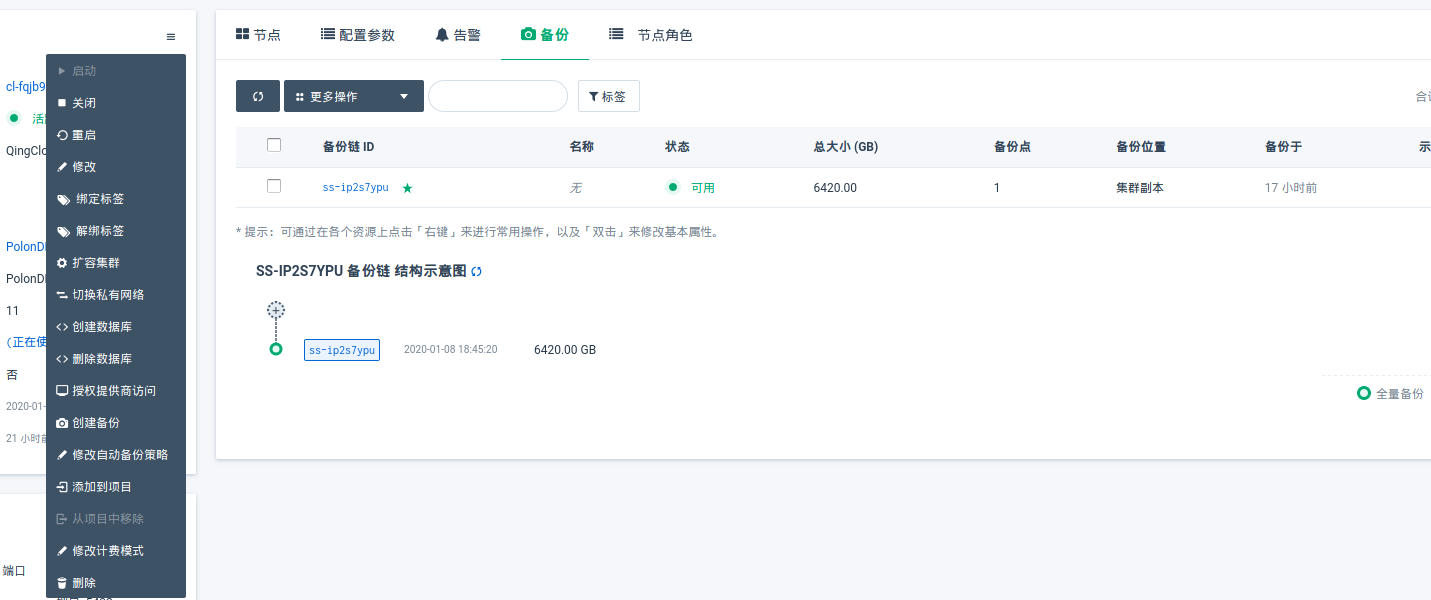 节点
配置参数
告警
备份
节点角色
更多操作
标签
备份链 ID
名称
状态
总大小 (GB)
备份点
备份位置
备份于
ss-ip2s7ypu
无
可用
6420.00
1
集群副本
17 小时前
* 提示：可通过在各个资源上点击「右键」来进行常用操作，以及「双击」来修改基本属性。
SS-IP2S7YPU 备份链 结构示意图
ss-ip2s7ypu
2020-01-08 18:45:20
6420.00 GB
全量备份
cl-fqjb9
QingClo
PolonD
PolonD
11
(正在使
否
2020-01-
21 小时前
端口
启动
关闭
重启
修改
绑定标签
解绑标签
扩容集群
切换私有网络
创建数据库
删除数据库
授权提供商访问
创建备份
修改自动备份策略
添加到项目
从项目中移除
修改计费模式
删除